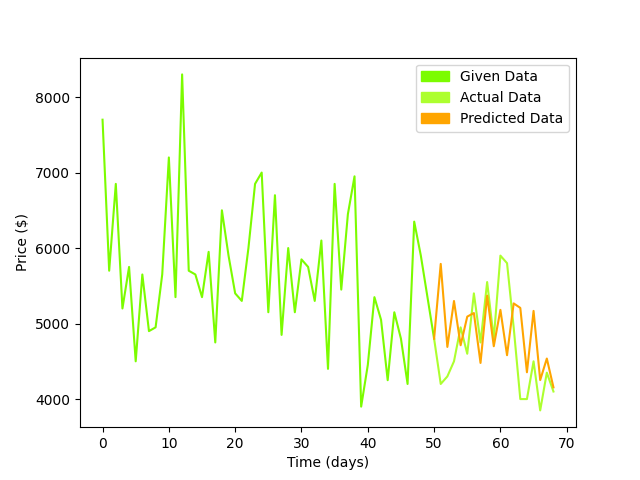 Given Data
Actual Data
Predicted Data
8000
7000
6000
5000
4000
Price ($)
0 10 20 30 40 50 60 70
Time (days)